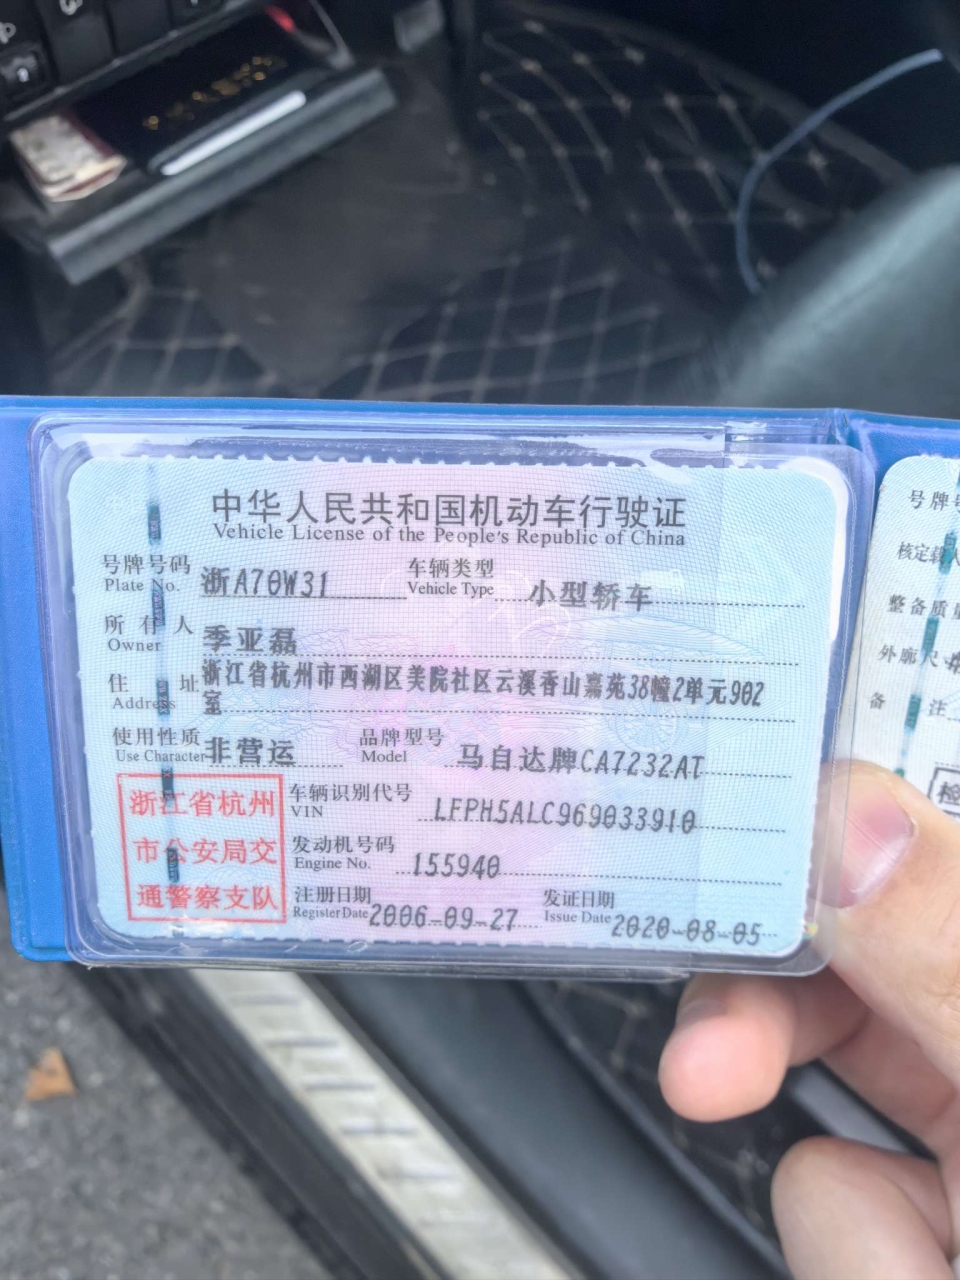 中华人民共和国机动车行驶证
Vehicle License of the People's Republic of China
号牌号码 浙A70W31 车辆类型 小型轿车
Plate No. Vehicle Type
所有人 季亚磊
Owner
住址 浙江省杭州市西湖区美院社区云溪香山嘉苑38幢2单元902
Address 室
使用性质 非营运 品牌型号 马自达牌CA7232AT
Use Character Model
浙江省杭州
市公安局交
通警察支队
车辆识别代号 LFPH5ALC969033910
VIN
发动机号码 155940
Engine No.
注册日期 2006-09-27 发证日期 2020-08-05
Register Date Issue Date
号牌
核定载
整备质量
外廓尺
备注
检